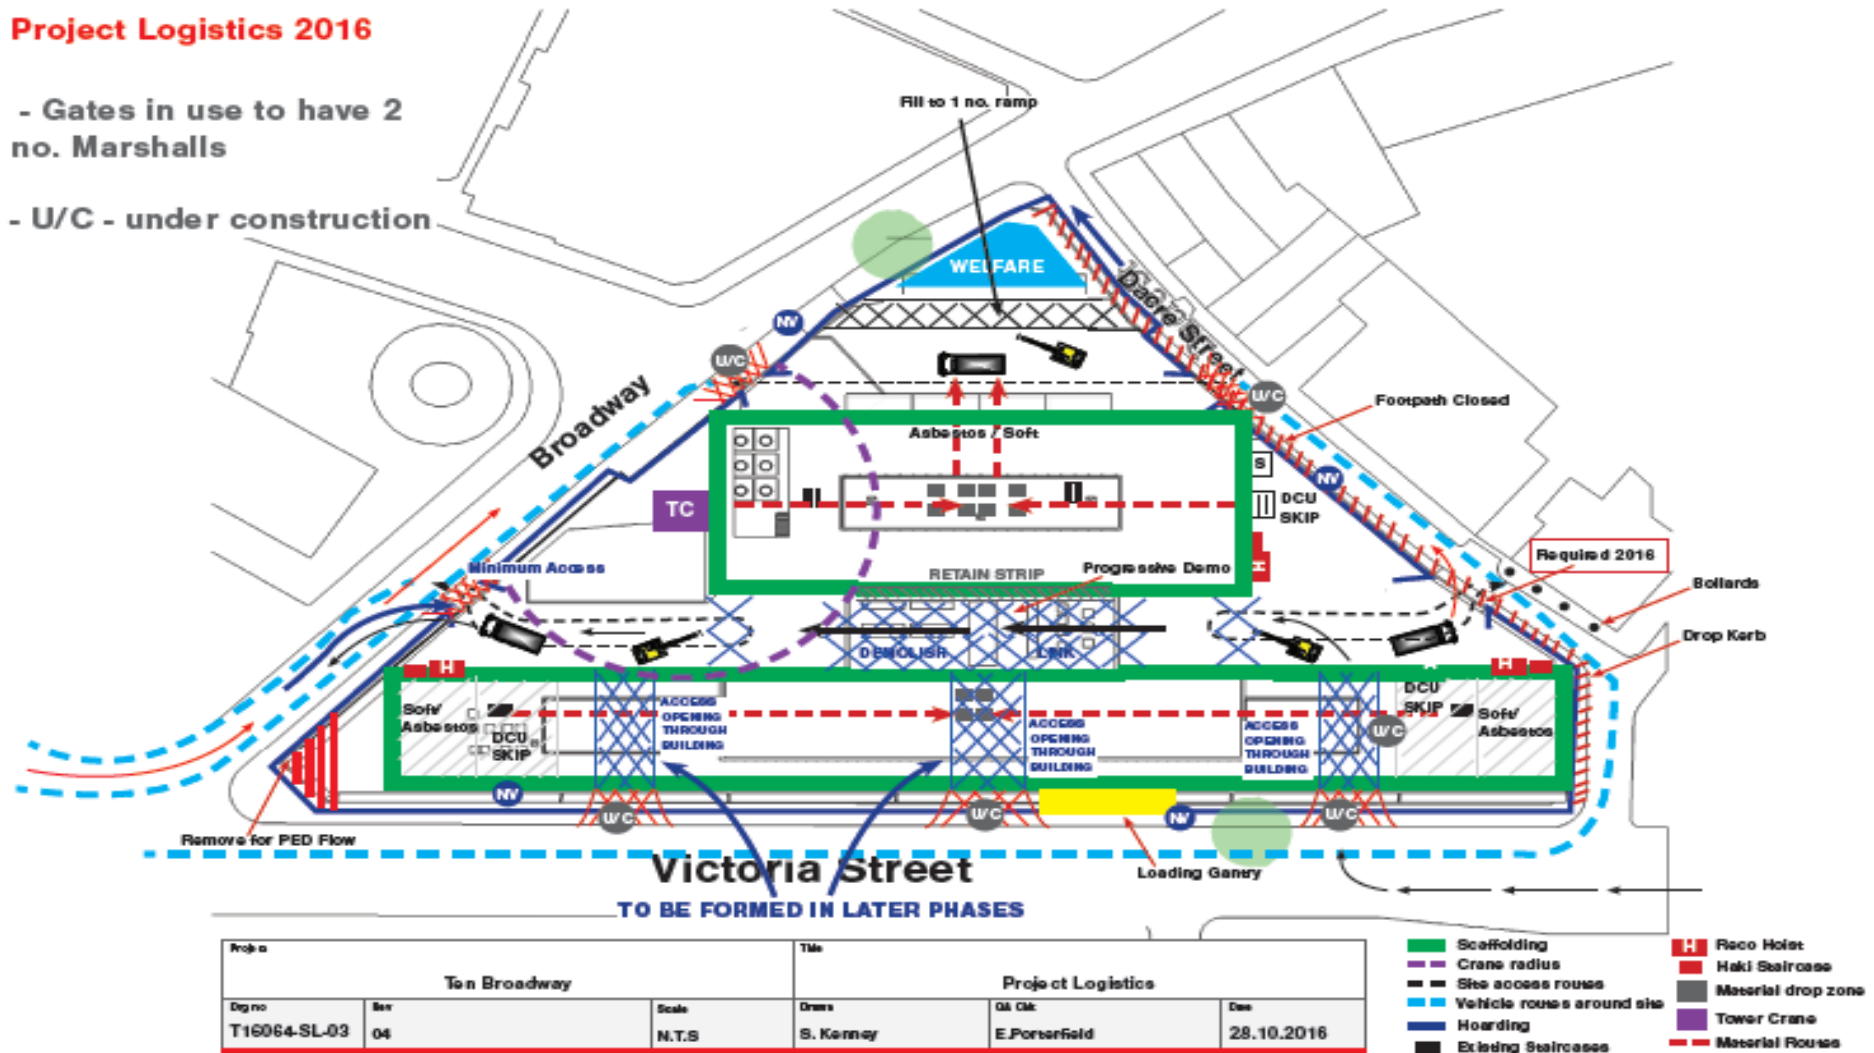 Project Logistics 2016
- Gates in use to have 2
no. Marshalls
- U/C - under construction
Fill to 1 no. ramp
WELFARE
Dacre Street
NV
U/C
U/C
Broadway
Footpath Closed
Asbestos / Soft
S
NV
TC
DCU
SKIP
H
Required 2016
Minimum Access
RETAIN STRIP
Progressive Demo
Bollards
Drop Kerb
DEMOLISH
LINK
H
H
Soft/
Asbestos
DCU
SKIP
ACCESS
OPENING
THROUGH
BUILDING
ACCESS
OPENING
THROUGH
BUILDING
ACCESS
OPENING
THROUGH
BUILDING
DCU
SKIP
U/C
Soft/
Asbestos
NV
U/C
U/C
NV
U/C
Remove for PED Flow
Victoria Street
Loading Gantry
TO BE FORMED IN LATER PHASES
Project
Title
Ten Broadway
Project Logistics
Drg no
Rev
Scale
Drawn
QA Chk
Date
T16064-SL-03
04
N.T.S
S. Kenney
E.Porterfield
28.10.2016
Scaffolding
Crane radius
Site access routes
Vehicle routes around site
Hoarding
Existing Staircases
H
Reco Hoist
Haki Staircase
Material drop zone
Tower Crane
Material Routes